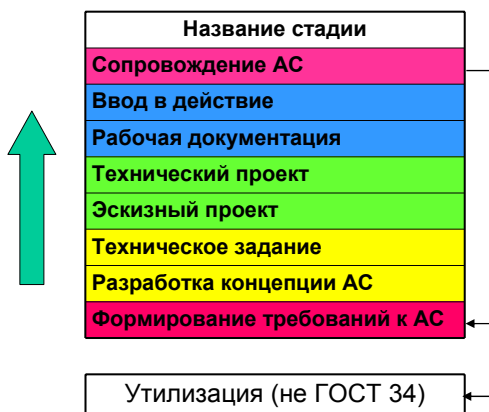 Название стадии
Сопровождение АС
Ввод в действие
Рабочая документация
Технический проект
Эскизный проект
Техническое задание
Разработка концепции АС
Формирование требований к АС
Утилизация (не ГОСТ 34)